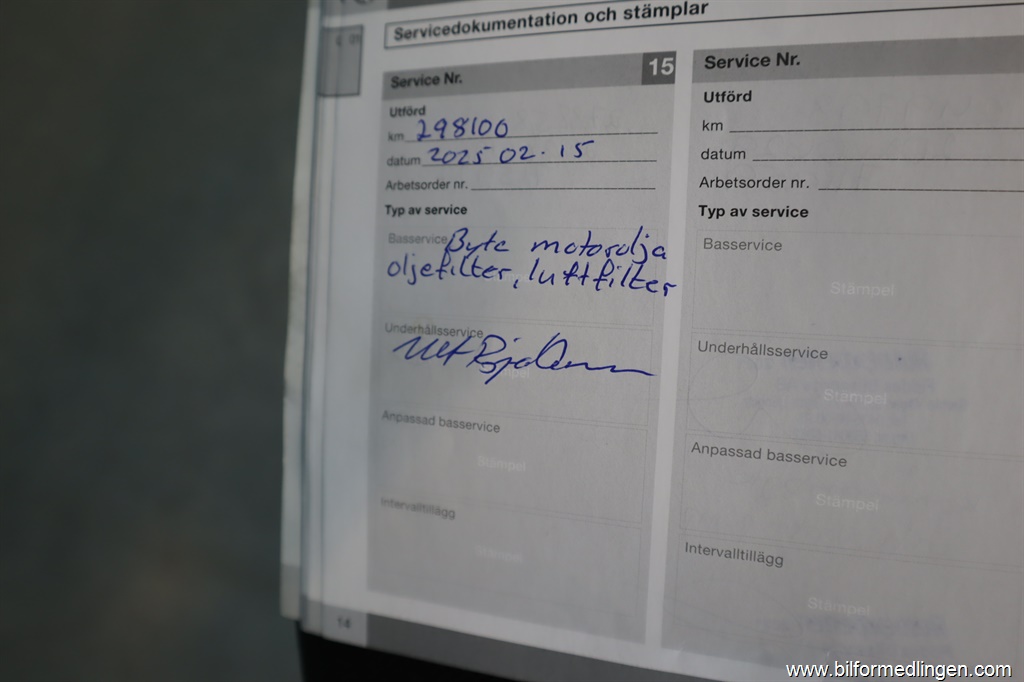 Servicedokumentation och stämplar
Service Nr. 15
Utförd
km 298100
datum 2025 02-15
Arbetsorder nr.
Typ av service
Basservice Byte motorolja
oljefilter, luftfilter
Underhållsservice
Stämpel
Anpassad basservice
Stämpel
Intervalltillägg
Stämpel
14
Service Nr.
Utförd
km
datum
Arbetsorder nr.
Typ av service
Basservice
Stämpel
Underhållsservice
Stämpel
Anpassad basservice
Stämpel
Intervalltillägg
Stämpel
www.bilformedlingen.com